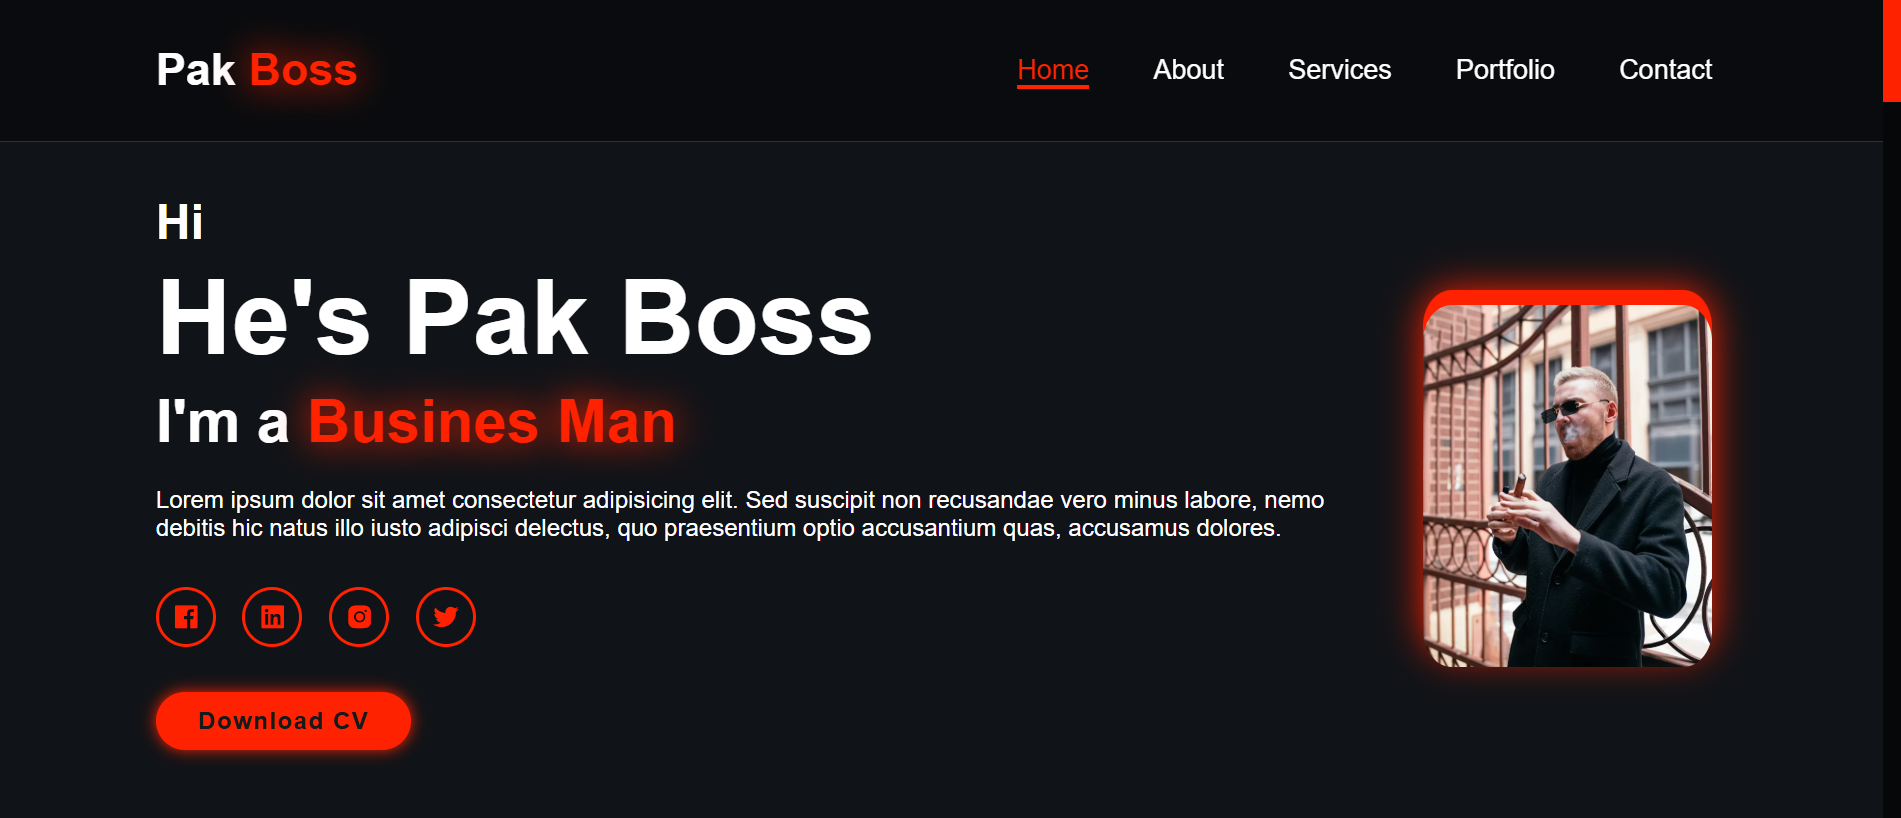 Pak Boss
Home About Services Portfolio Contact
Hi
He's Pak Boss
I'm a Busines Man
Lorem ipsum dolor sit amet consectetur adipisicing elit. Sed suscipit non recusandae vero minus labore, nemo
debitis hic natus illo iusto adipisci delectus, quo praesentium optio accusantium quas, accusamus dolores.
Download CV